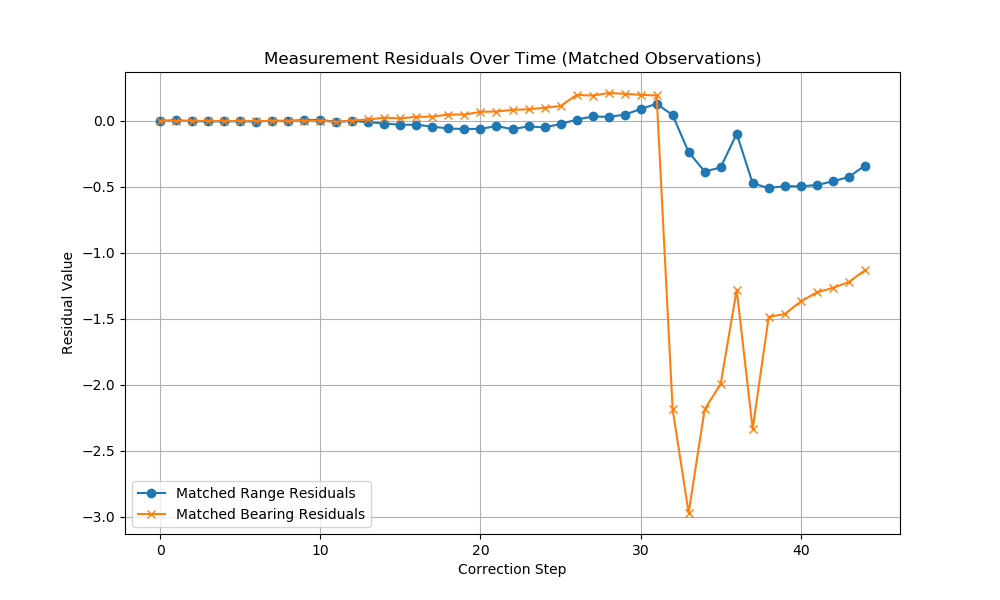 Measurement Residuals Over Time (Matched Observations)
Residual Value
0.0
−0.5
−1.0
−1.5
−2.0
−2.5
−3.0
Matched Range Residuals
Matched Bearing Residuals
0 10 20 30 40
Correction Step